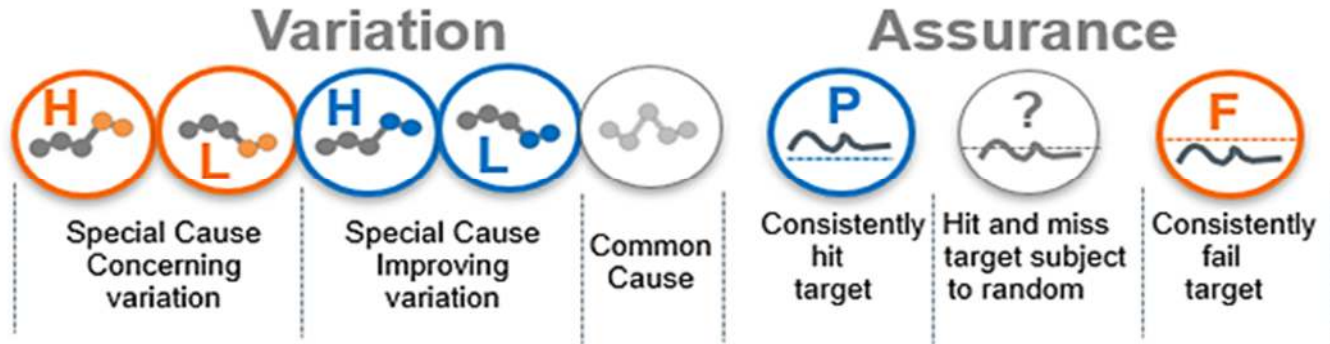 Variation
Assurance
H
L
H
L
P
?
F
Special Cause
Concerning
variation
Special Cause
Improving
variation
Common
Cause
Consistently
hit
target
Hit and miss
target subject
to random
Consistently
fail
target